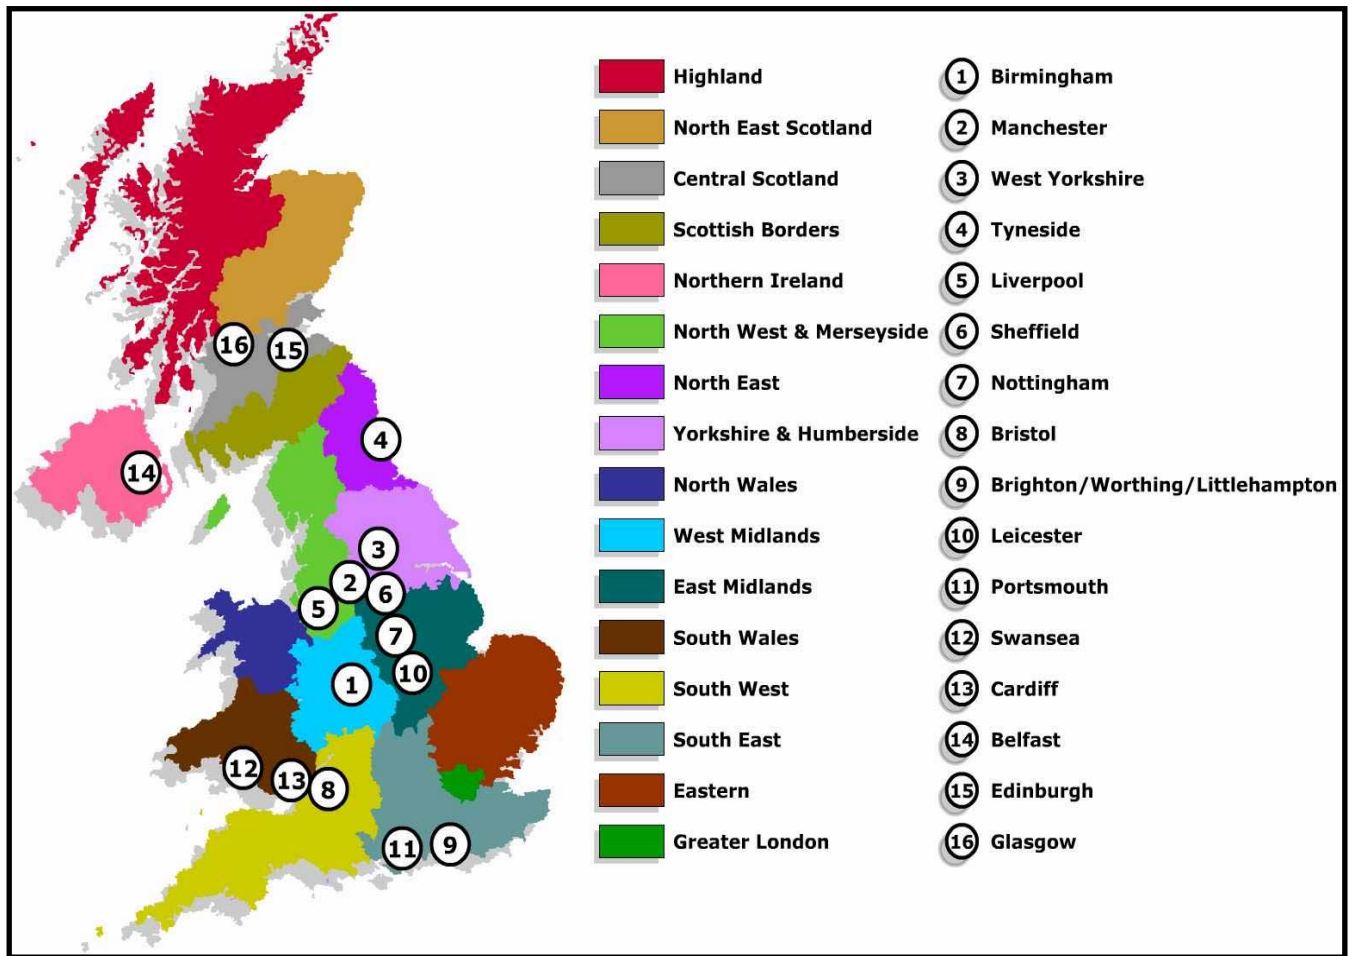 Highland
North East Scotland
Central Scotland
Scottish Borders
Northern Ireland
North West & Merseyside
North East
Yorkshire & Humberside
North Wales
West Midlands
East Midlands
South Wales
South West
South East
Eastern
Greater London
1 Birmingham
2 Manchester
3 West Yorkshire
4 Tyneside
5 Liverpool
6 Sheffield
7 Nottingham
8 Bristol
9 Brighton/Worthing/Littlehampton
10 Leicester
11 Portsmouth
12 Swansea
13 Cardiff
14 Belfast
15 Edinburgh
16 Glasgow
16
15
4
14
3
2
6
5
7
10
1
12
13
8
11
9